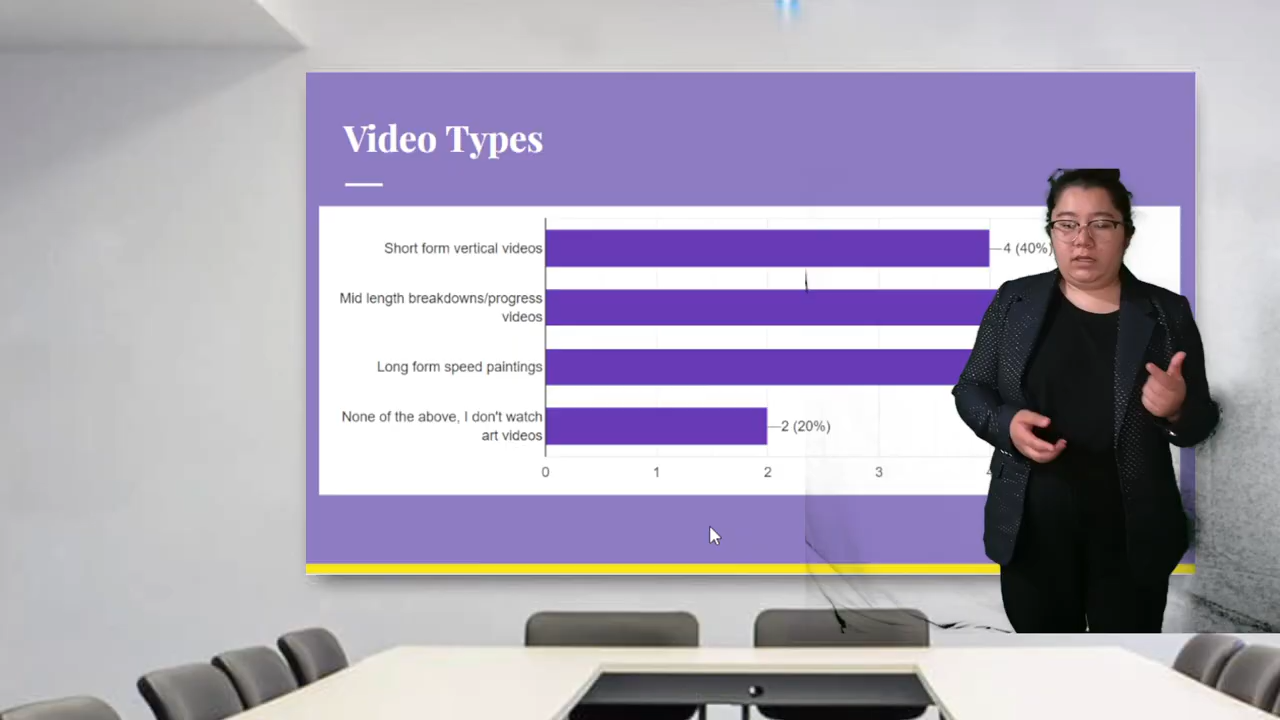 Video Types
Short form vertical videos
4 (40%)
Mid length breakdowns/progress
videos
Long form speed paintings
None of the above, I don't watch
art videos
2 (20%)
0
1
2
3